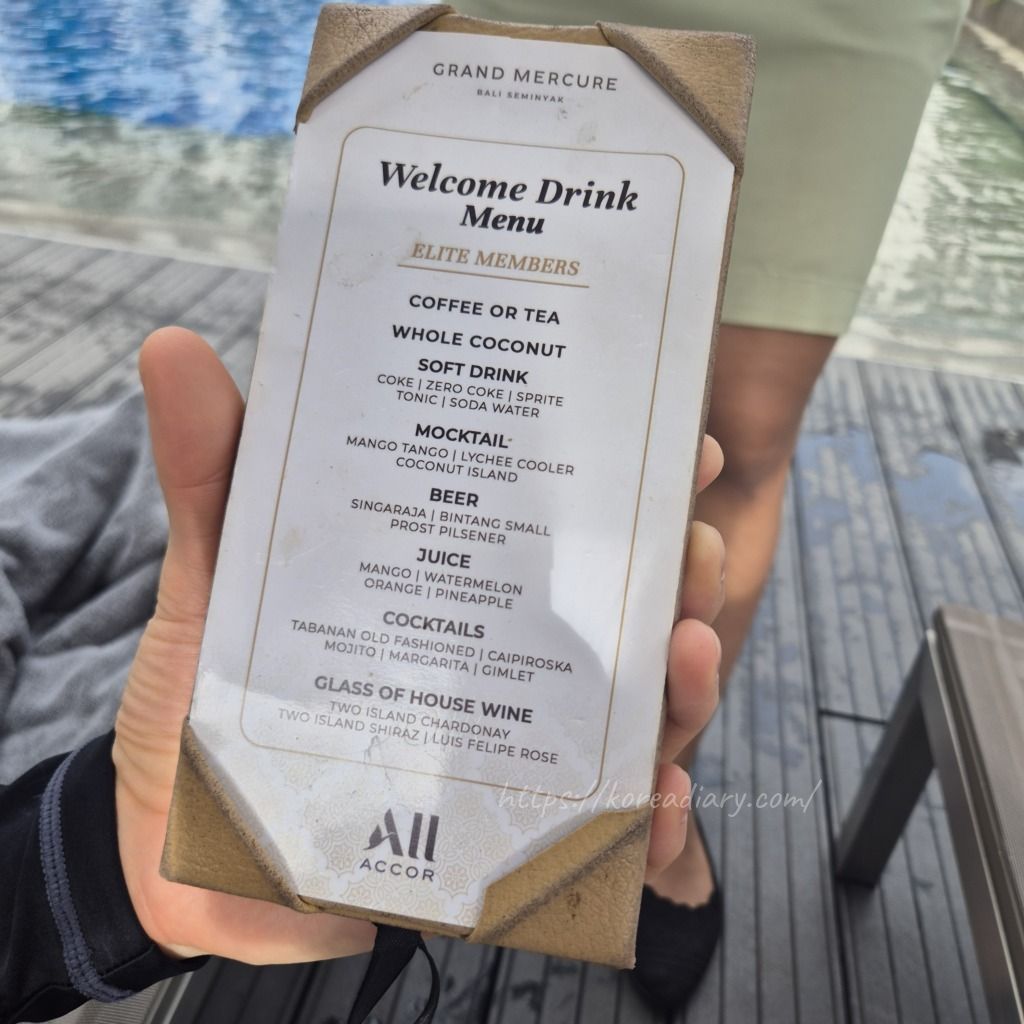 GRAND MERCURE
BALI SEMINYAK
Welcome Drink
Menu
ELITE MEMBERS
COFFEE OR TEA
WHOLE COCONUT
SOFT DRINK
COKE | ZERO COKE | SPRITE
TONIC | SODA WATER
MOCKTAIL
MANGO TANGO | LYCHEE COOLER
COCONUT ISLAND
BEER
SINGARAJA | BINTANG SMALL
PROST PILSENER
JUICE
MANGO | WATERMELON
ORANGE | PINEAPPLE
COCKTAILS
TABANAN OLD FASHIONED | CAIPIROSKA
MOJITO | MARGARITA | GIMLET
GLASS OF HOUSE WINE
TWO ISLAND CHARDONAY
TWO ISLAND SHIRAZ | LUIS FELIPE ROSE
https://koreadiary.com/
All
ACCOR